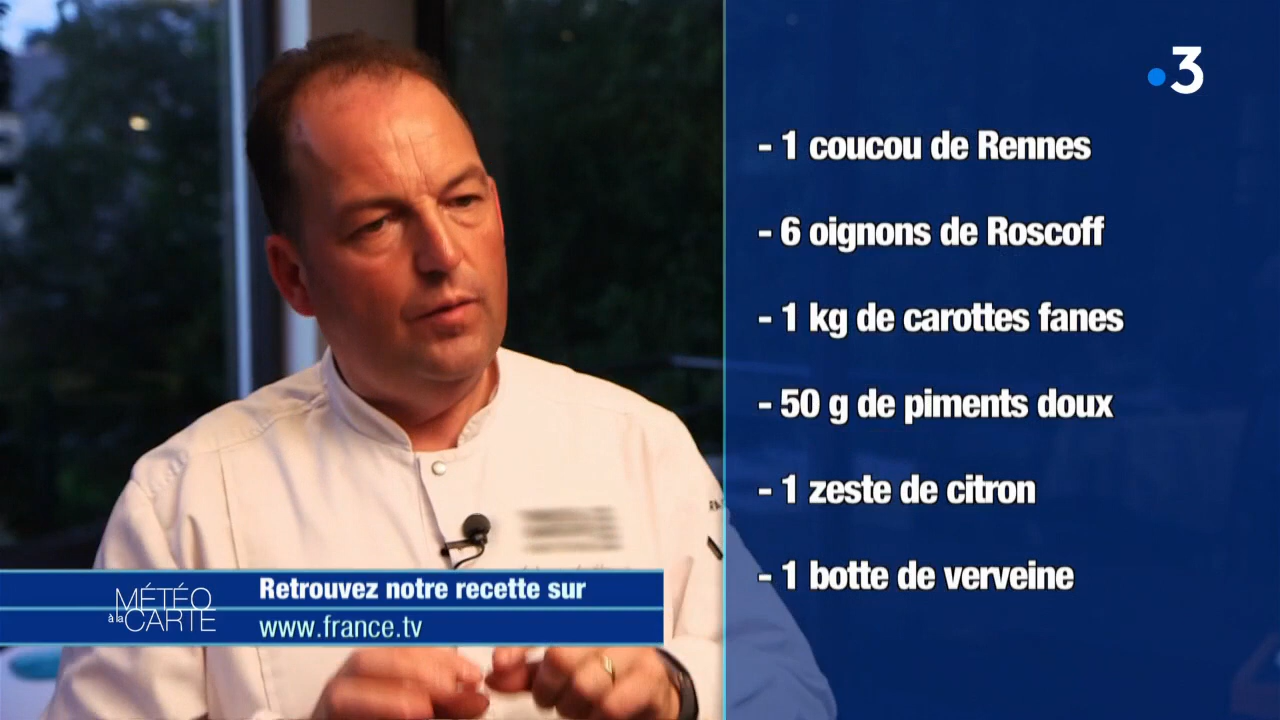 3
- 1 coucou de Rennes
- 6 oignons de Roscoff
- 1 kg de carottes fanes
- 50 g de piments doux
- 1 zeste de citron
- 1 botte de verveine
MÉTÉO
à la CARTE
Retrouvez notre recette sur
www.france.tv